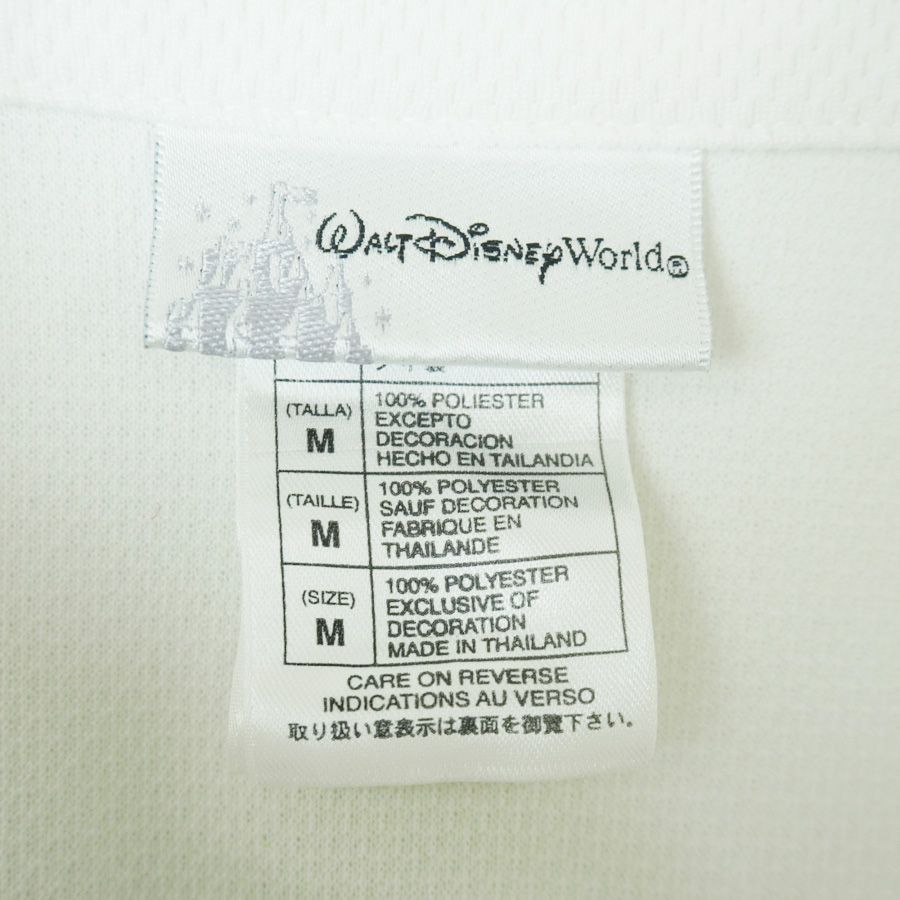 WALT DISNEY World®
(TALLA)
M
100% POLIESTER
EXCEPTO
DECORACION
HECHO EN TAILANDIA
(TAILLE)
M
100% POLYESTER
SAUF DECORATION
FABRIQUE EN
THAILANDE
(SIZE)
M
100% POLYESTER
EXCLUSIVE OF
DECORATION
MADE IN THAILAND
CARE ON REVERSE
INDICATIONS AU VERSO
取り扱い意表示は裏面を御覧下さい。